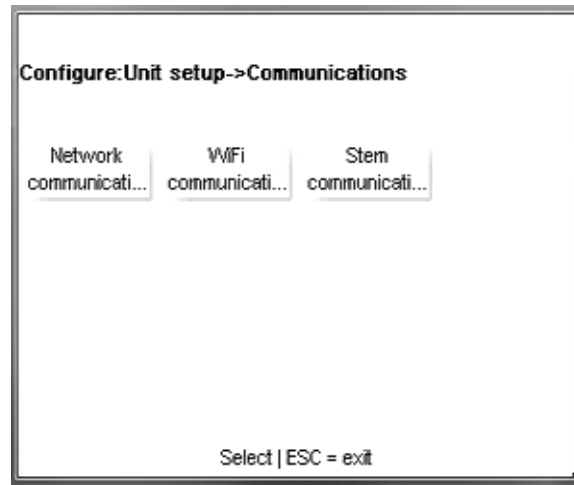 Configure:Unit setup->Communications
Network WiFi Stem
communicati... communicati... communicati...
Select | ESC = exit